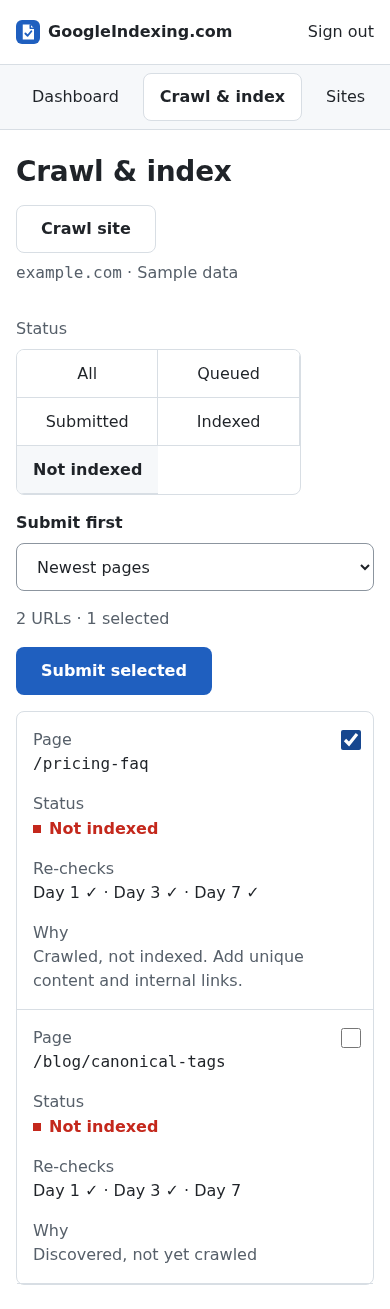 GoogleIndexing.com
Sign out
Dashboard
Crawl & index
Sites
Crawl & index
Crawl site
example.com · Sample data
Status
All
Queued
Submitted
Indexed
Not indexed
Submit first
Newest pages
2 URLs · 1 selected
Submit selected
Page
/pricing-faq
Status
Not indexed
Re-checks
Day 1 ✓ · Day 3 ✓ · Day 7 ✓
Why
Crawled, not indexed. Add unique
content and internal links.
Page
/blog/canonical-tags
Status
Not indexed
Re-checks
Day 1 ✓ · Day 3 ✓ · Day 7
Why
Discovered, not yet crawled